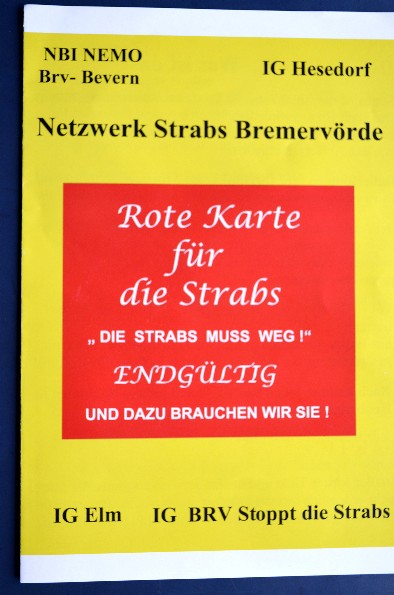 NBI NEMO
Brv- Bevern
IG Hesedorf
Netzwerk Strabs Bremervörde
Rote Karte
für
die Strabs
„ DIE STRABS MUSS WEG !“
ENDGÜLTIG
UND DAZU BRAUCHEN WIR SIE !
IG Elm IG BRV Stoppt die Strabs